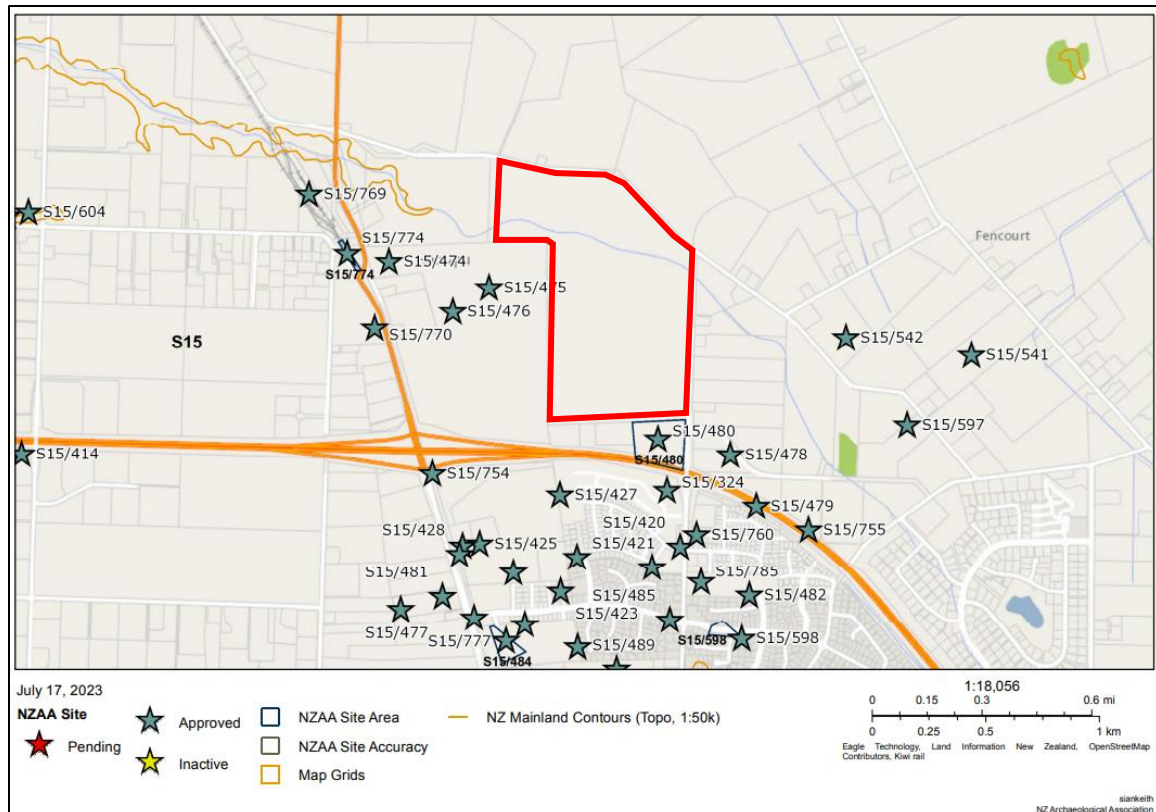 S15/604
S15/769
S15/774
S15/774
S15/474
S15/475
S15/476
S15/770
S15
Fencourt
S15/542
S15/541
S15/597
S15/414
S15/480
S15/480
S15/478
S15/754
S15/324
S15/427
S15/479
S15/755
S15/428
S15/420
S15/760
S15/425
S15/421
S15/481
S15/785
S15/485
S15/482
S15/477
S15/423
S15/777
S15/489
S15/598
S15/598
S15/484
July 17, 2023
NZAA Site
Pending
Approved
Inactive
NZAA Site Area
NZAA Site Accuracy
Map Grids
NZ Mainland Contours (Topo, 1:50k)
1:18,056
0 0.15 0.3 0.6 mi
0 0.25 0.5 1 km
Eagle Technology, Land Information New Zealand, OpenStreetMap
Contributors, Kiwi rail
siankeith
NZ Archaeological Association